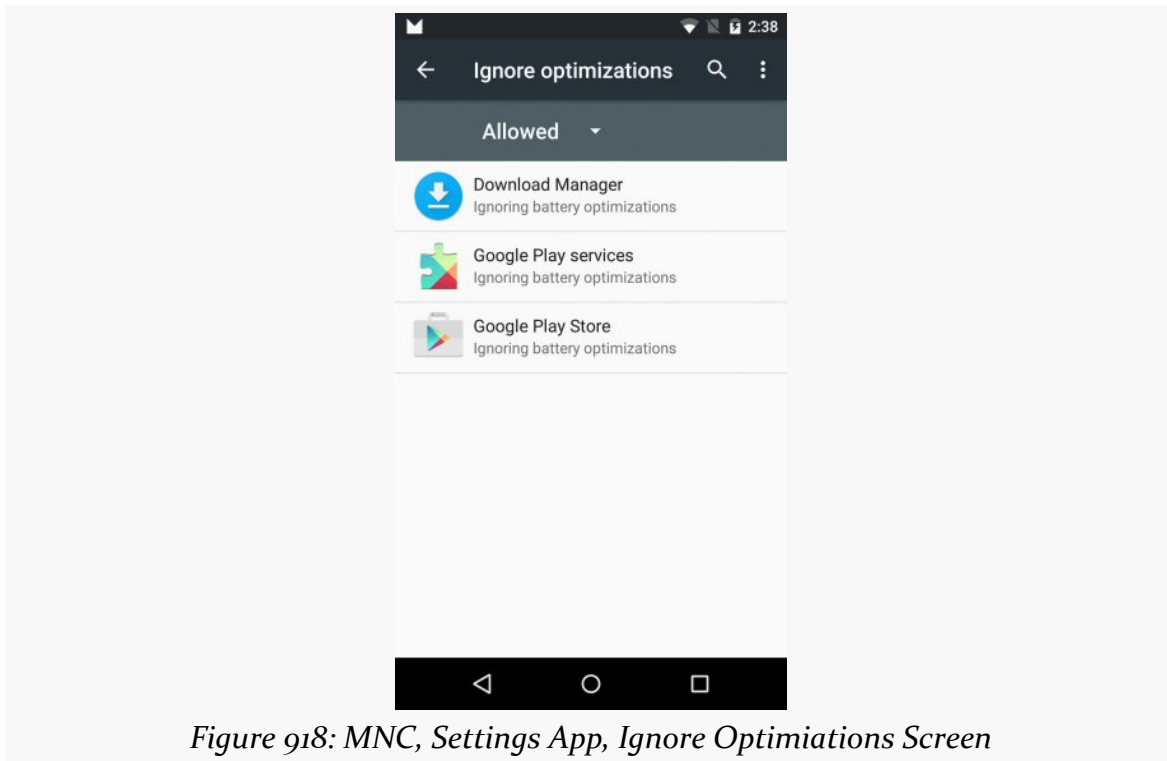 2:38
Ignore optimizations
Allowed
Download Manager
Ignoring battery optimizations
Google Play services
Ignoring battery optimizations
Google Play Store
Ignoring battery optimizations
Figure 918: MNC, Settings App, Ignore Optimiations Screen